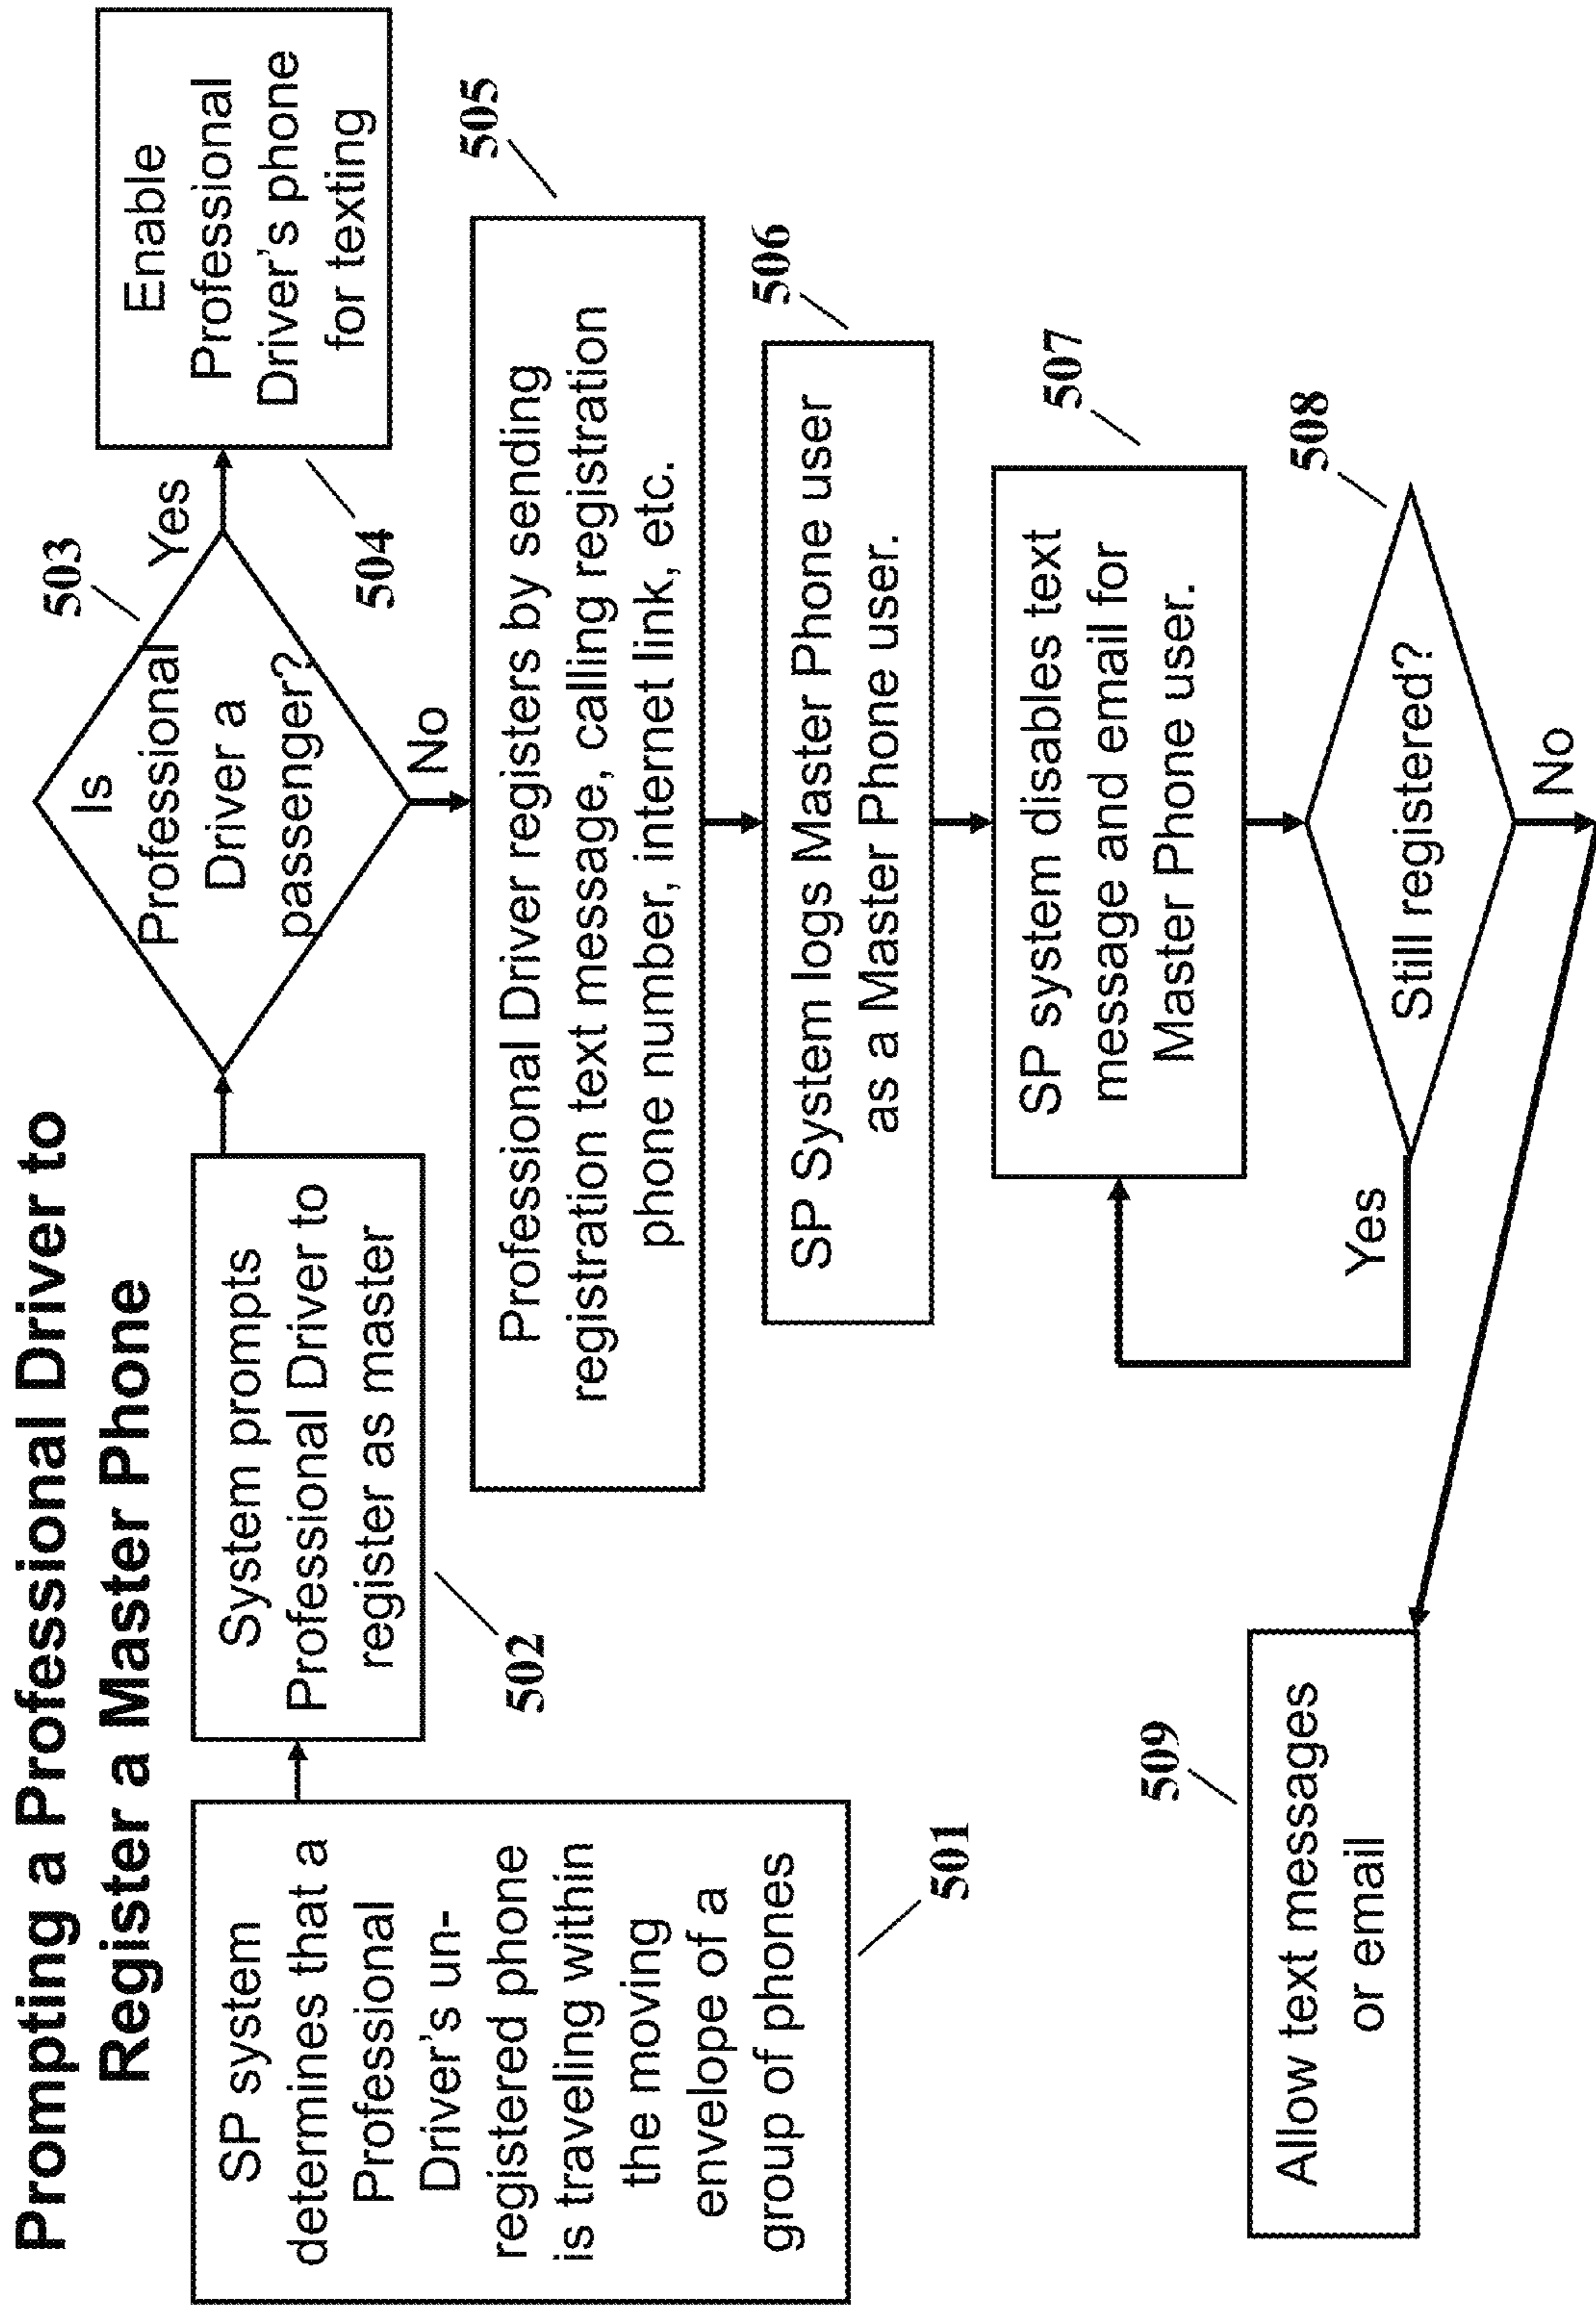 Prompting a Professional Driver to
Register a Master Phone
SP system
determines that a
Professional
Driver's un-
registered phone
is traveling within
the moving
envelope of a
group of phones
501
System prompts
Professional Driver to
register as master
502
Is
Professional
Driver a
passenger?
503
Yes
No
Enable
Professional
Driver's phone
for texting
504
Professional Driver registers by sending
registration text message, calling registration
phone number, internet link, etc.
505
SP System logs Master Phone user
as a Master Phone user.
506
SP system disables text
message and email for
Master Phone user.
507
Still registered?
508
Yes
No
Allow text messages
or email
509